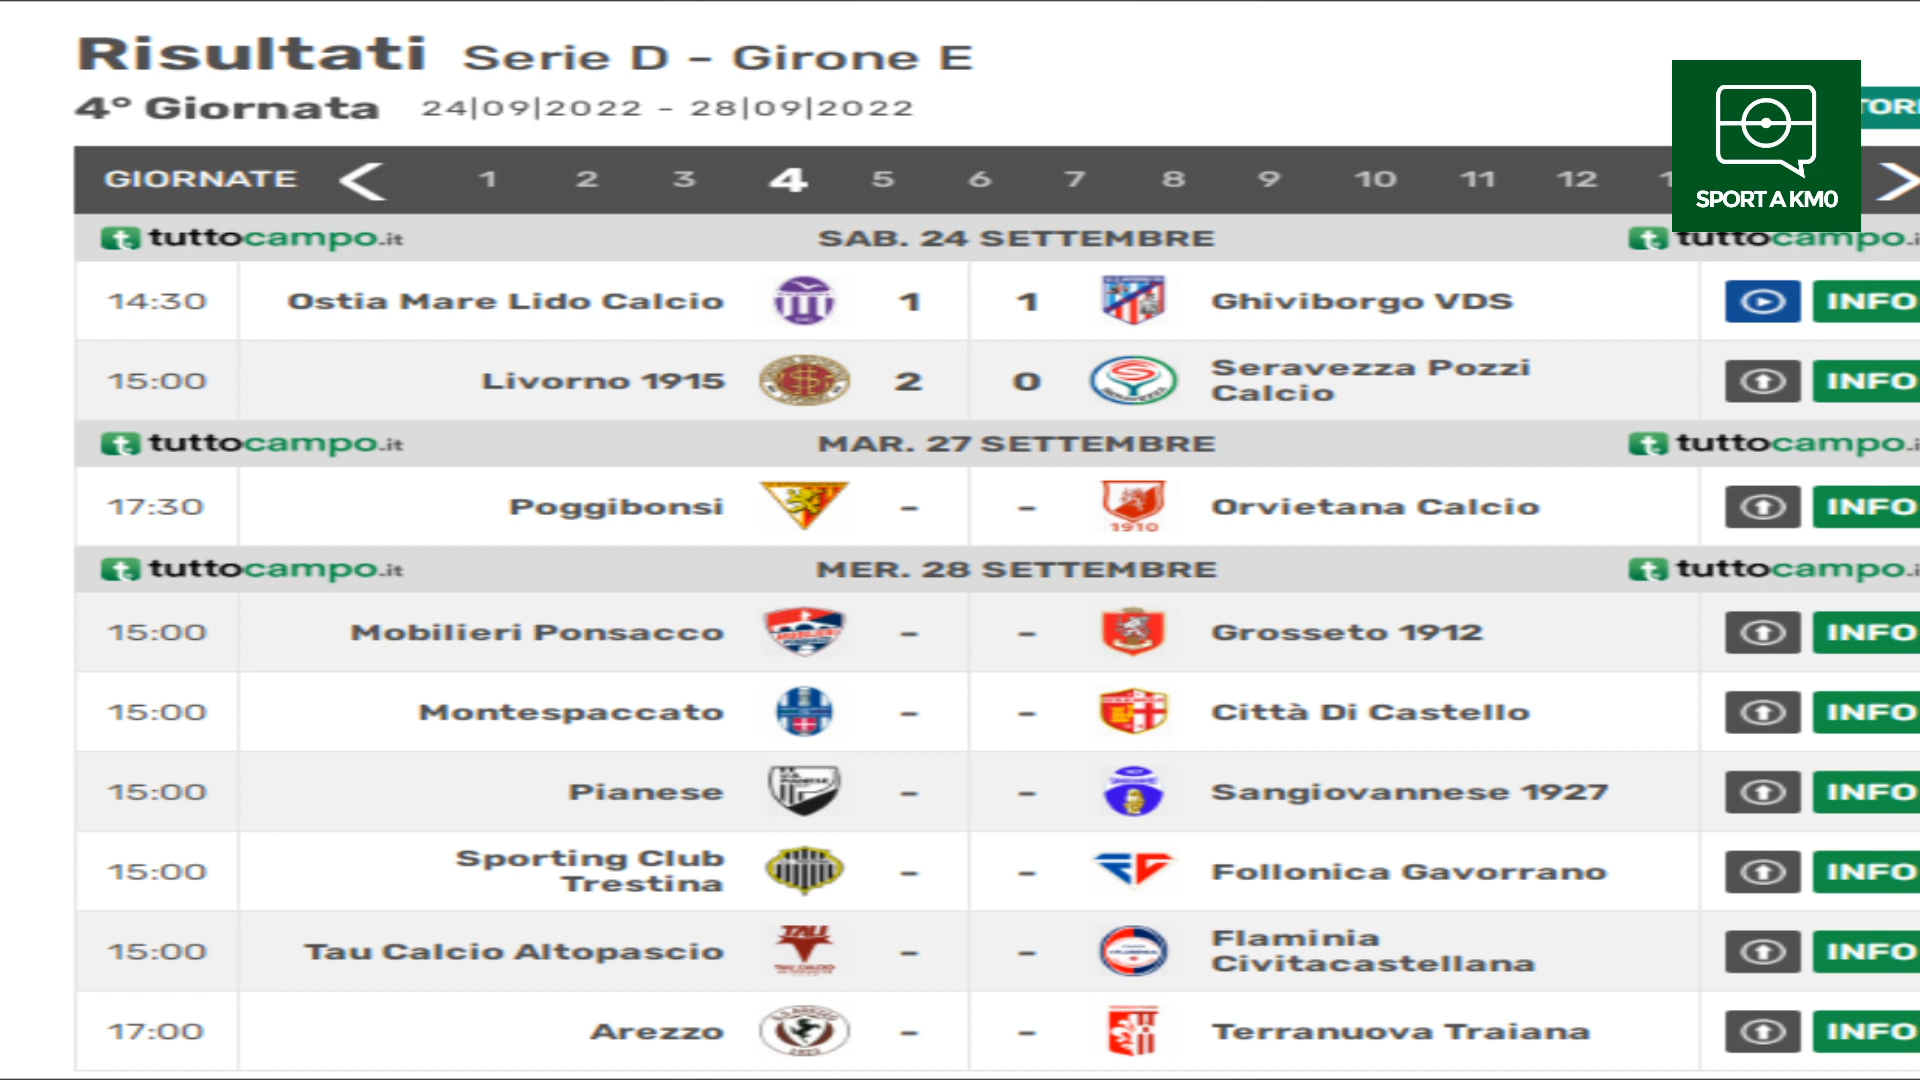 Risultati Serie D - Girone E
4° Giornata 24|09|2022 - 28|09|2022
GIORNATE 1 2 3 4 5 6 7 8 9 10 11 12
SPORT A KM0
tuttocampo.it SAB. 24 SETTEMBRE tuttocampo.i
14:30 Ostia Mare Lido Calcio 1 1 Ghiviborgo VDS INFO
15:00 Livorno 1915 2 0 Seravezza Pozzi
Calcio INFO
tuttocampo.it MAR. 27 SETTEMBRE tuttocampo.i
17:30 Poggibonsi - - 1910 Orvietana Calcio INFO
tuttocampo.it MER. 28 SETTEMBRE tuttocampo.i
15:00 Mobilieri Ponsacco - - Grosseto 1912 INFO
15:00 Montespaccato - - Città Di Castello INFO
15:00 Pianese - - Sangiovannese 1927 INFO
15:00 Sporting Club
Trestina - - Follonica Gavorrano INFO
15:00 Tau Calcio Altopascio TAU - - Flaminia
Civitacastellana INFO
17:00 Arezzo - - Terranuova Traiana INFO